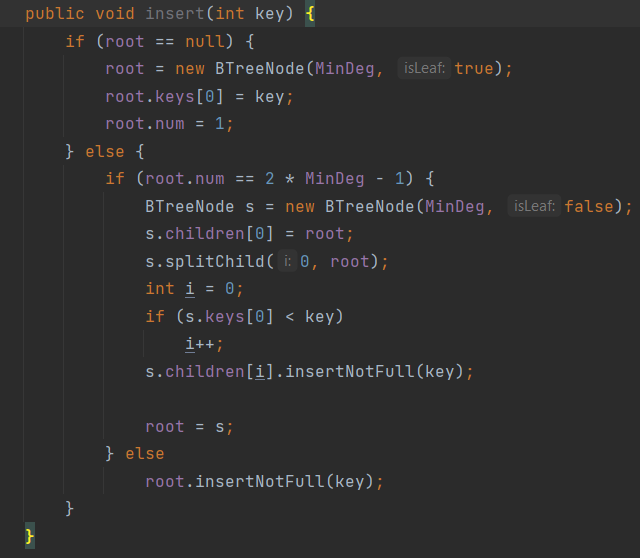 public void insert(int key) {
    if (root == null) {
        root = new BTreeNode(MinDeg, isLeaf: true);
        root.keys[0] = key;
        root.num = 1;
    } else {
        if (root.num == 2 * MinDeg - 1) {
            BTreeNode s = new BTreeNode(MinDeg, isLeaf: false);
            s.children[0] = root;
            s.splitChild( i: 0, root);
            int i = 0;
            if (s.keys[0] < key)
                i++;
            s.children[i].insertNotFull(key);

            root = s;
        } else
            root.insertNotFull(key);
    }
}